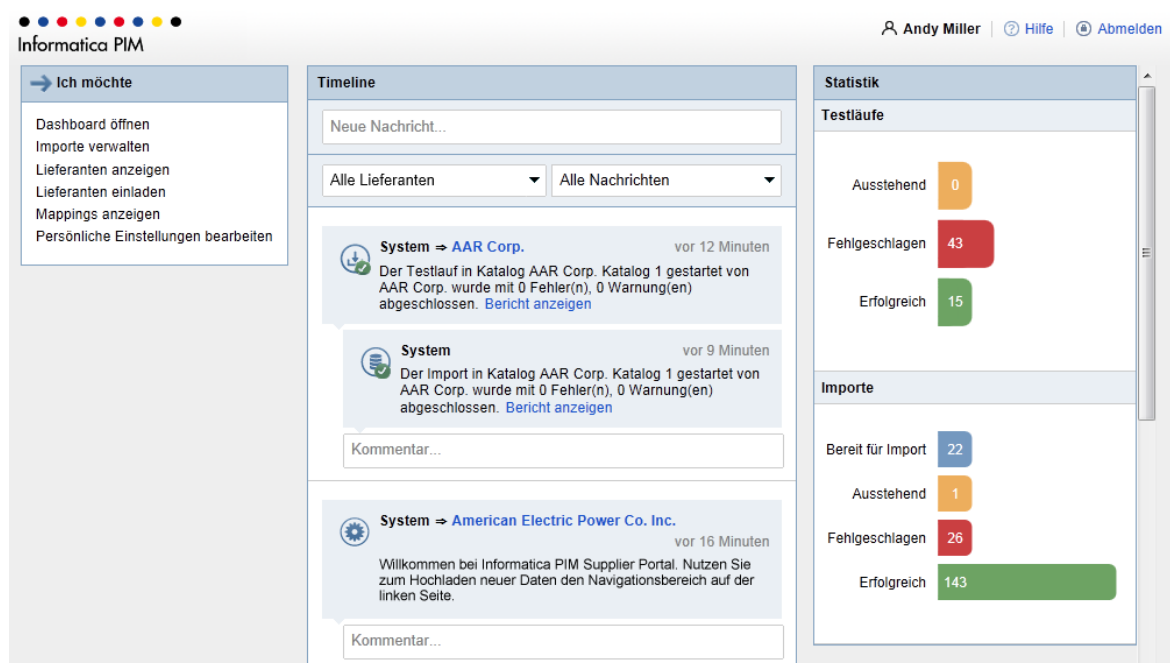 Informatica PIM
Andy Miller
Hilfe
Abmelden
Ich möchte
Dashboard öffnen
Importe verwalten
Lieferanten anzeigen
Lieferanten einladen
Mappings anzeigen
Persönliche Einstellungen bearbeiten
Timeline
Neue Nachricht...
Alle Lieferanten
Alle Nachrichten
System ⇒ AAR Corp.
vor 12 Minuten
Der Testlauf in Katalog AAR Corp. Katalog 1 gestartet von
AAR Corp. wurde mit 0 Fehler(n), 0 Warnung(en)
abgeschlossen. Bericht anzeigen
System
vor 9 Minuten
Der Import in Katalog AAR Corp. Katalog 1 gestartet von
AAR Corp. wurde mit 0 Fehler(n), 0 Warnung(en)
abgeschlossen. Bericht anzeigen
Kommentar...
System ⇒ American Electric Power Co. Inc.
vor 16 Minuten
Willkommen bei Informatica PIM Supplier Portal. Nutzen Sie
zum Hochladen neuer Daten den Navigationsbereich auf der
linken Seite.
Kommentar...
Statistik
Testläufe
Ausstehend 0
Fehlgeschlagen 43
Erfolgreich 15
Importe
Bereit für Import 22
Ausstehend 1
Fehlgeschlagen 26
Erfolgreich 143